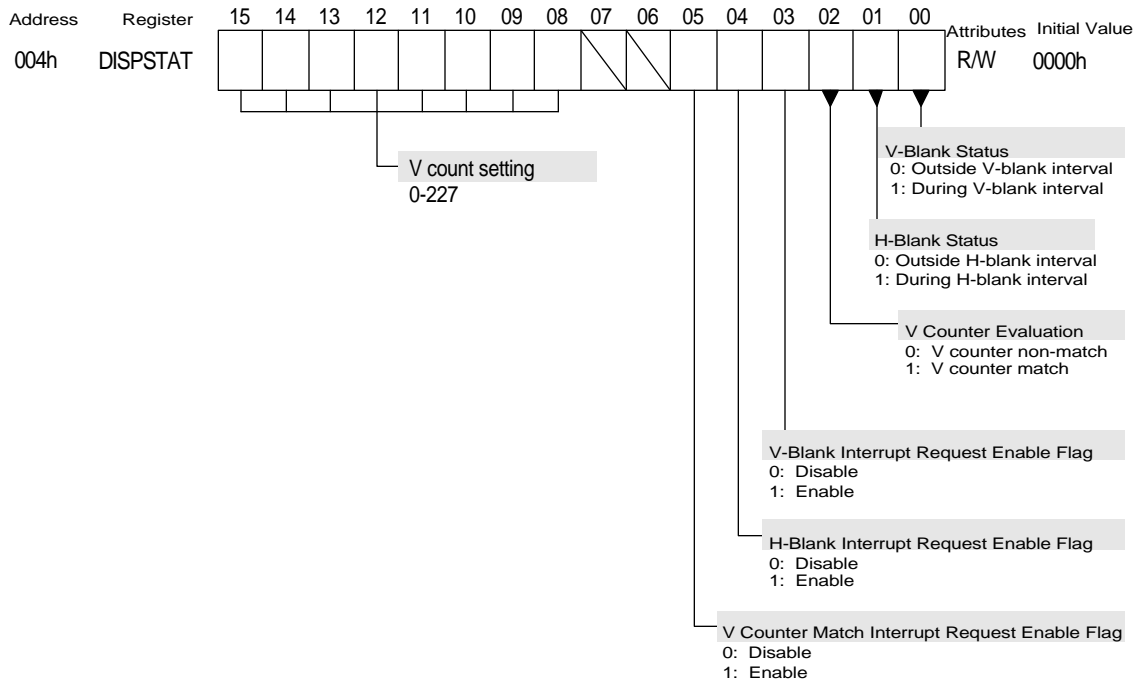 Address Register 15 14 13 12 11 10 09 08 07 06 05 04 03 02 01 00 Attributes Initial Value
004h DISPSTAT R/W 0000h
V count setting
0-227
V-Blank Status
0: Outside V-blank interval
1: During V-blank interval
H-Blank Status
0: Outside H-blank interval
1: During H-blank interval
V Counter Evaluation
0: V counter non-match
1: V counter match
V-Blank Interrupt Request Enable Flag
0: Disable
1: Enable
H-Blank Interrupt Request Enable Flag
0: Disable
1: Enable
V Counter Match Interrupt Request Enable Flag
0: Disable
1: Enable